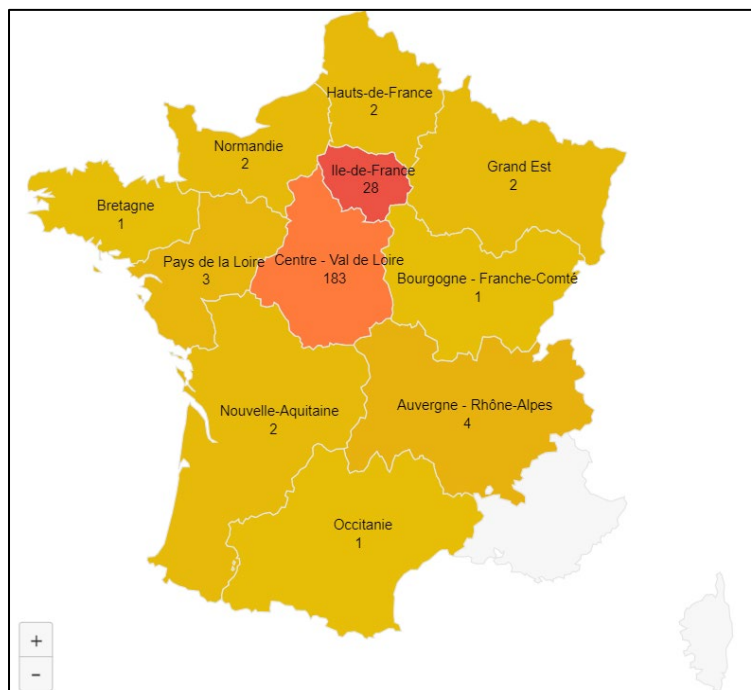 Hauts-de-France
2
Normandie
2
Ile-de-France
28
Grand Est
2
Bretagne
1
Pays de la Loire
3
Centre - Val de Loire
183
Bourgogne - Franche-Comté
1
Nouvelle-Aquitaine
2
Auvergne - Rhône-Alpes
4
Occitanie
1
+
−